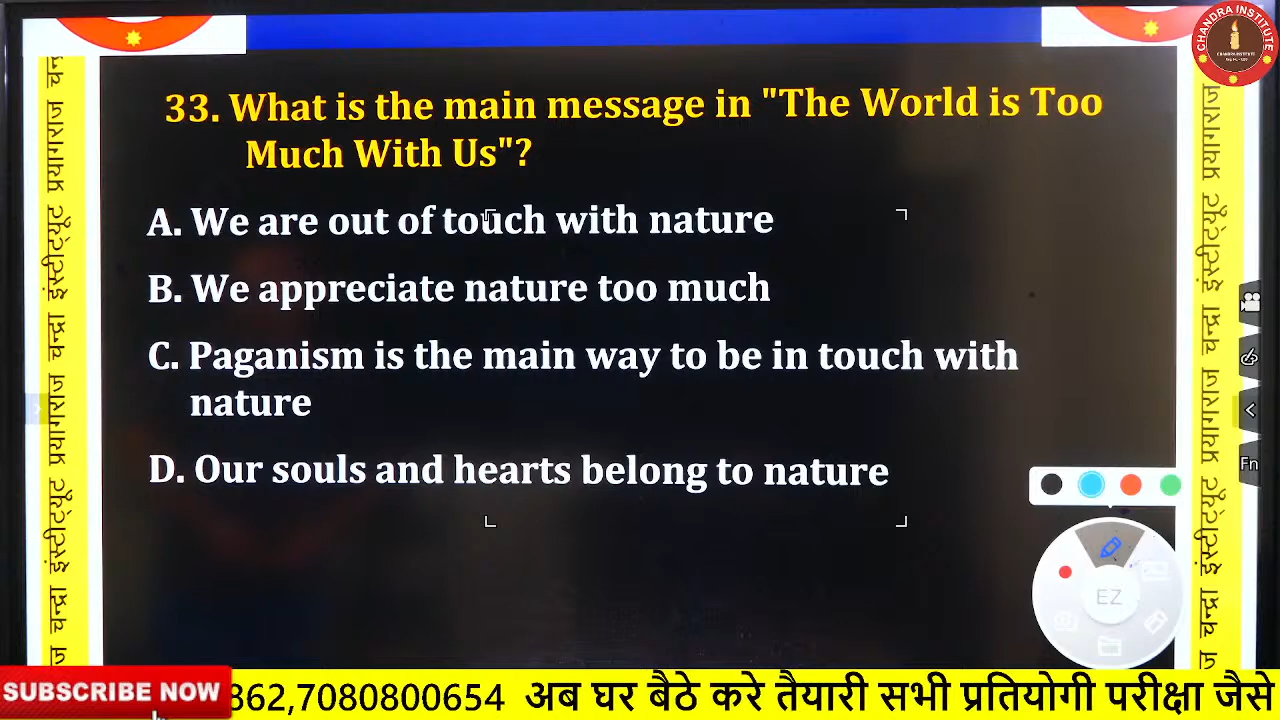 CHANDRA INSTITUTE
33. What is the main message in "The World is Too
Much With Us"?
A. We are out of touch with nature
B. We appreciate nature too much
C. Paganism is the main way to be in touch with
nature
D. Our souls and hearts belong to nature
चन्द्रा इंस्टीट्यूट प्रयागराज
चन्द्रा इंस्टीट्यूट प्रयागराज
Fn
EZ
SUBSCRIBE NOW
862,7080800654 अब घर बैठे करे तैयारी सभी प्रतियोगी परीक्षा जैसे